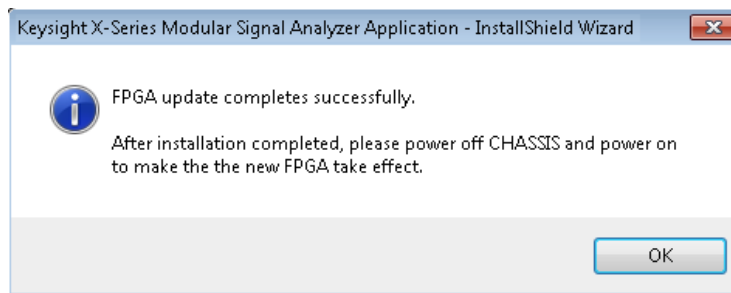 Keysight X-Series Modular Signal Analyzer Application - InstallShield Wizard
FPGA update completes successfully.
After installation completed, please power off CHASSIS and power on
to make the the new FPGA take effect.
OK